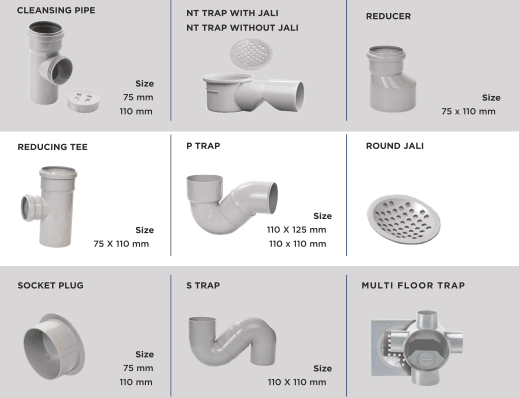 CLEANSING PIPE
Size
75 mm
110 mm
NT TRAP WITH JALI
NT TRAP WITHOUT JALI
REDUCER
Size
75 x 110 mm
REDUCING TEE
Size
75 X 110 mm
P TRAP
Size
110 X 125 mm
110 x 110 mm
ROUND JALI
SOCKET PLUG
Size
75 mm
110 mm
S TRAP
Size
110 X 110 mm
MULTI FLOOR TRAP